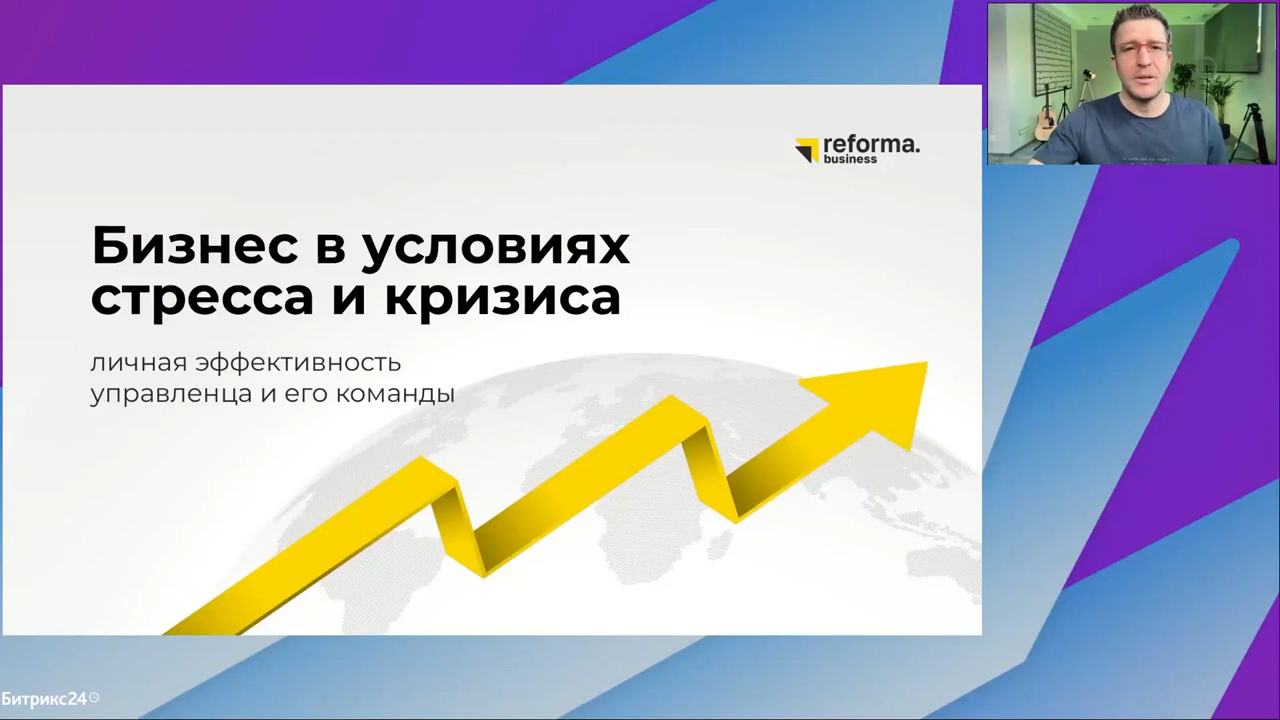 reforma.
business
Бизнес в условиях
стресса и кризиса
личная эффективность
управленца и его команды
Битрикс24